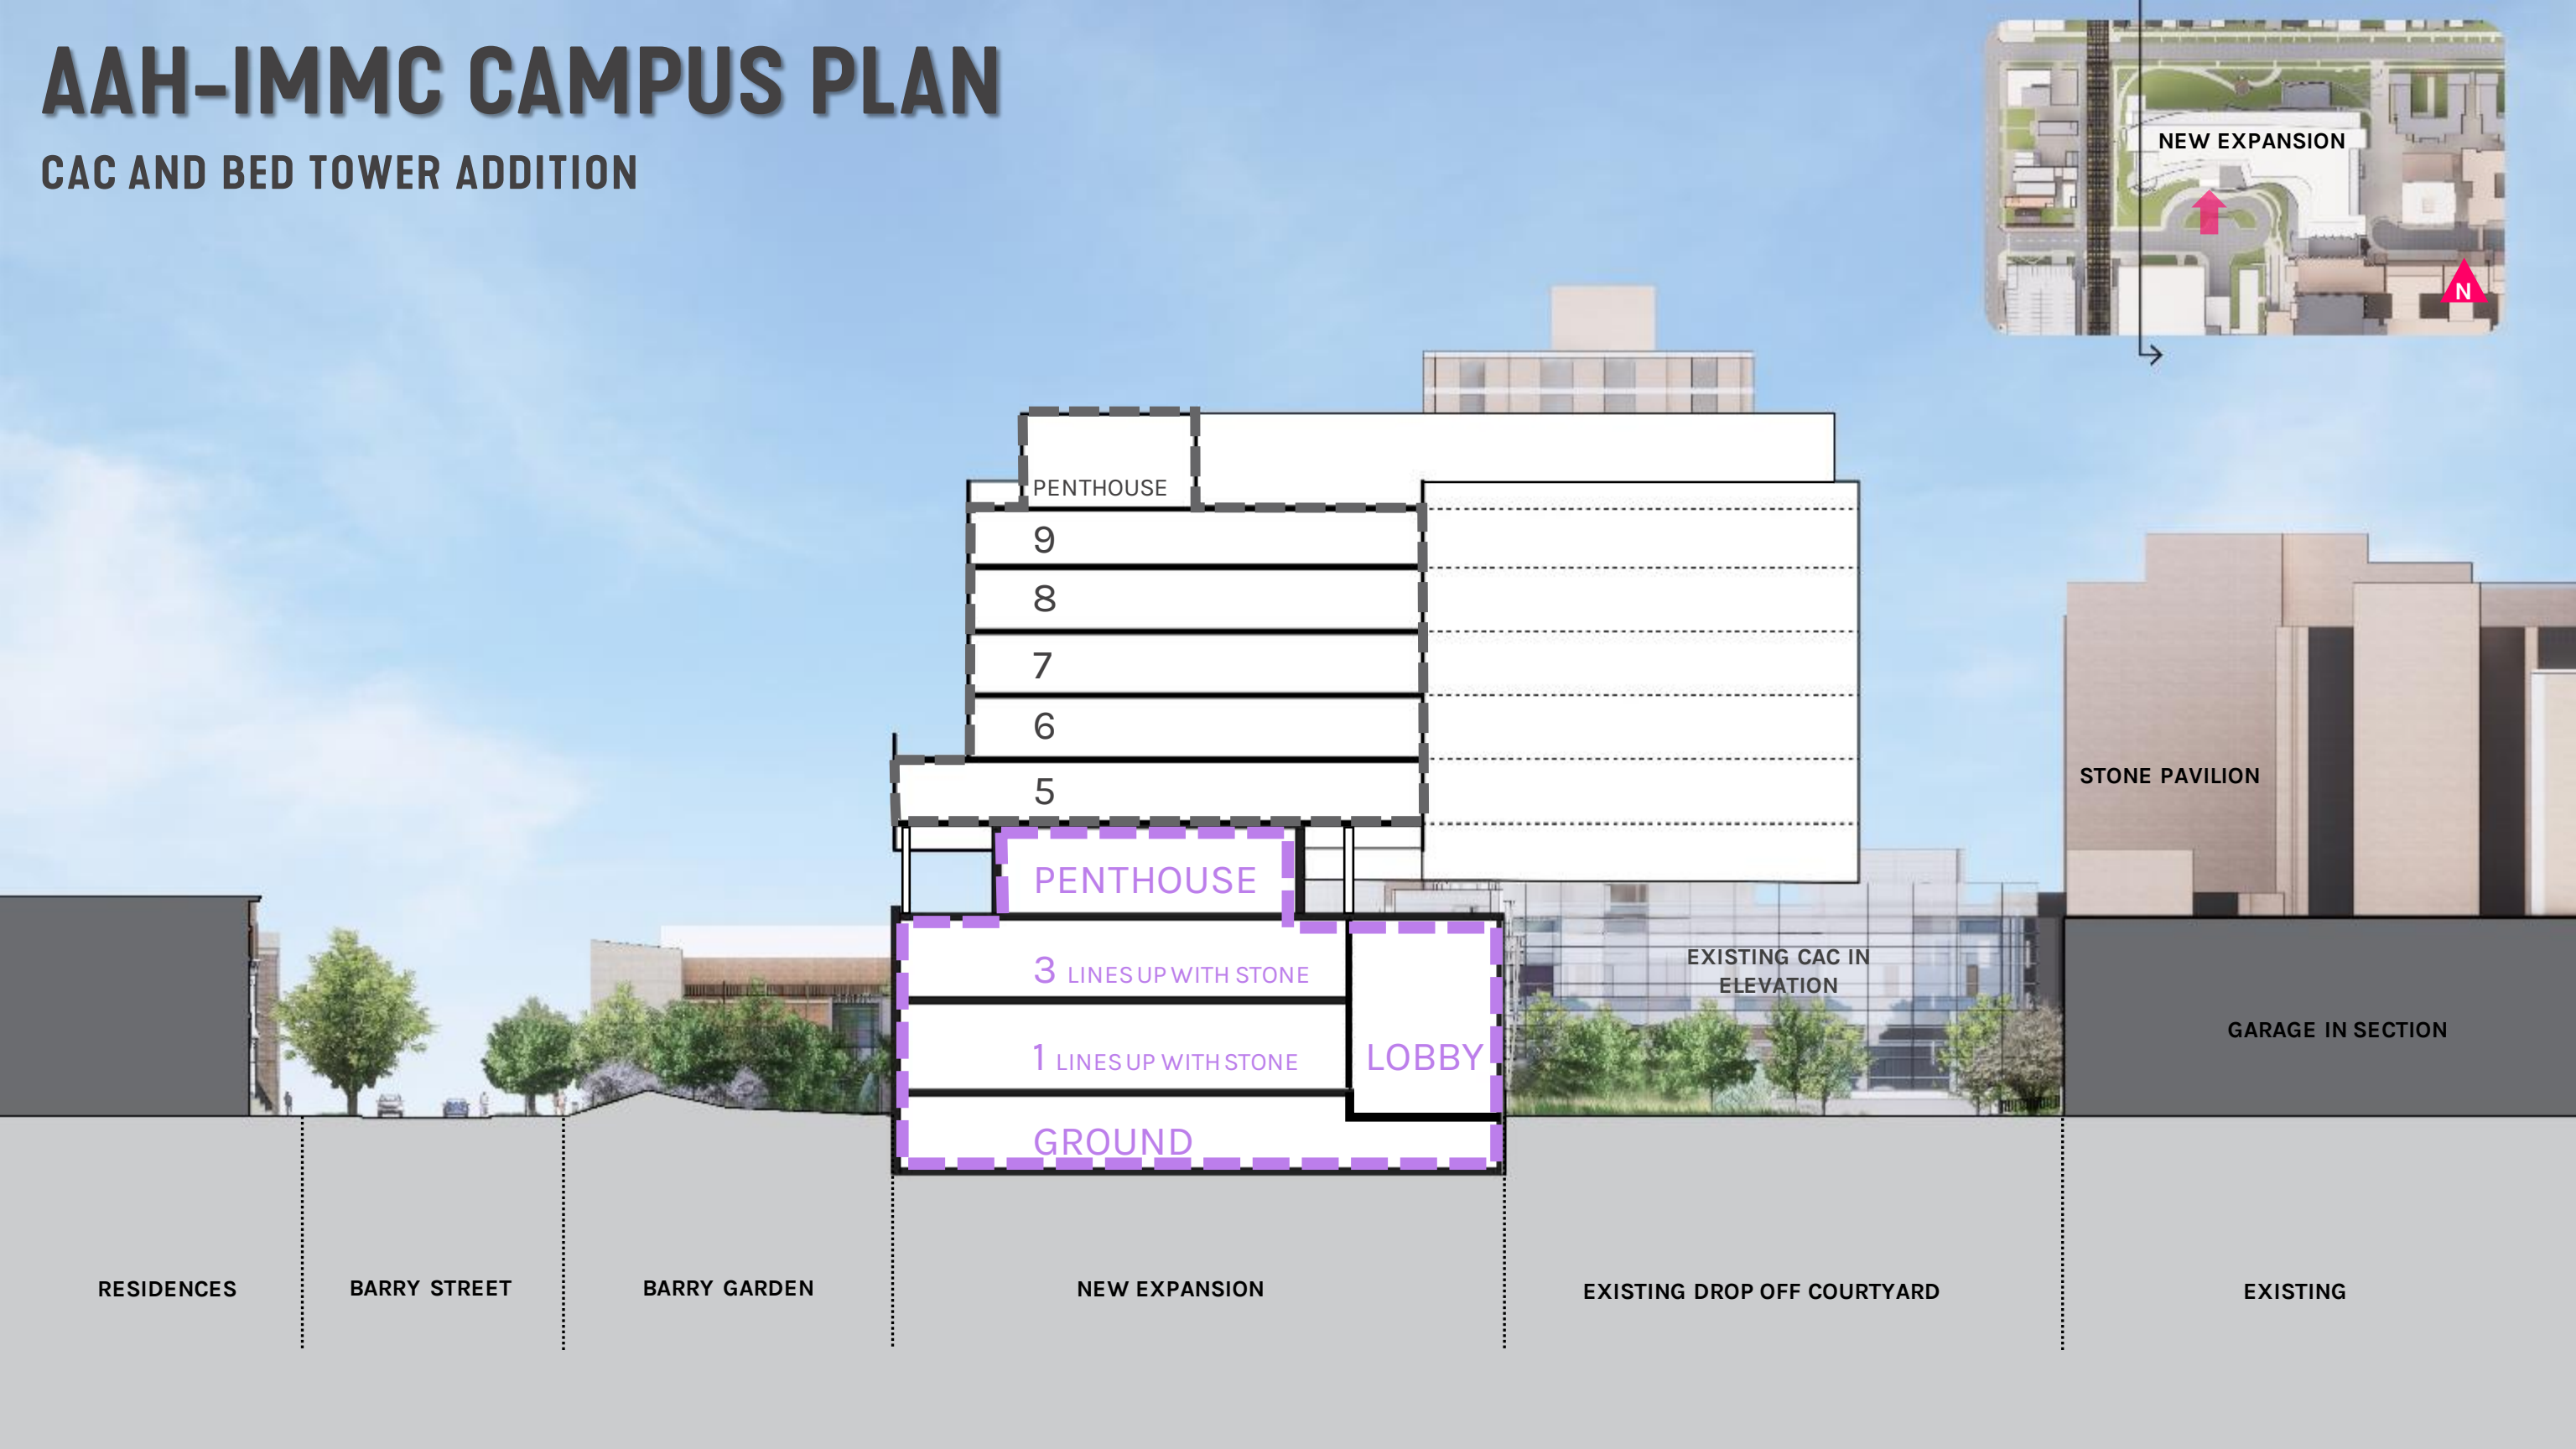 AAH-IMMC CAMPUS PLAN
CAC AND BED TOWER ADDITION
NEW EXPANSION
N
PENTHOUSE
9
8
7
6
5
PENTHOUSE
3 LINES UP WITH STONE
1 LINES UP WITH STONE
LOBBY
GROUND
STONE PAVILION
EXISTING CAC IN
ELEVATION
GARAGE IN SECTION
RESIDENCES
BARRY STREET
BARRY GARDEN
NEW EXPANSION
EXISTING DROP OFF COURTYARD
EXISTING